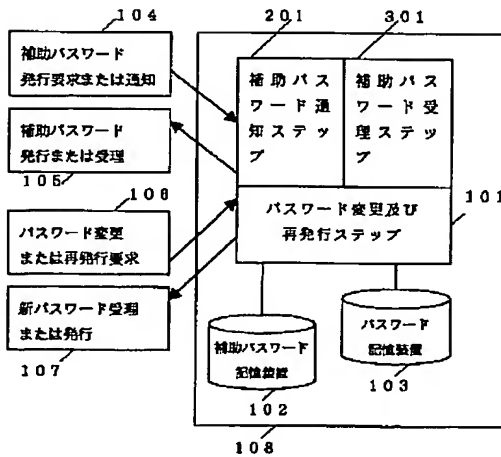 104
補助パスワード
発行要求または通知
補助パスワード
発行または受理
105
106
パスワード変更
または再発行要求
新パスワード受理
または発行
107
201
補助パス
ワード通
知ステッ
プ
301
補助パス
ワード受
理ステッ
プ
パスワード変更及び
再発行ステップ
101
補助パスワード
記憶装置
102
パスワード
記憶装置
103
108